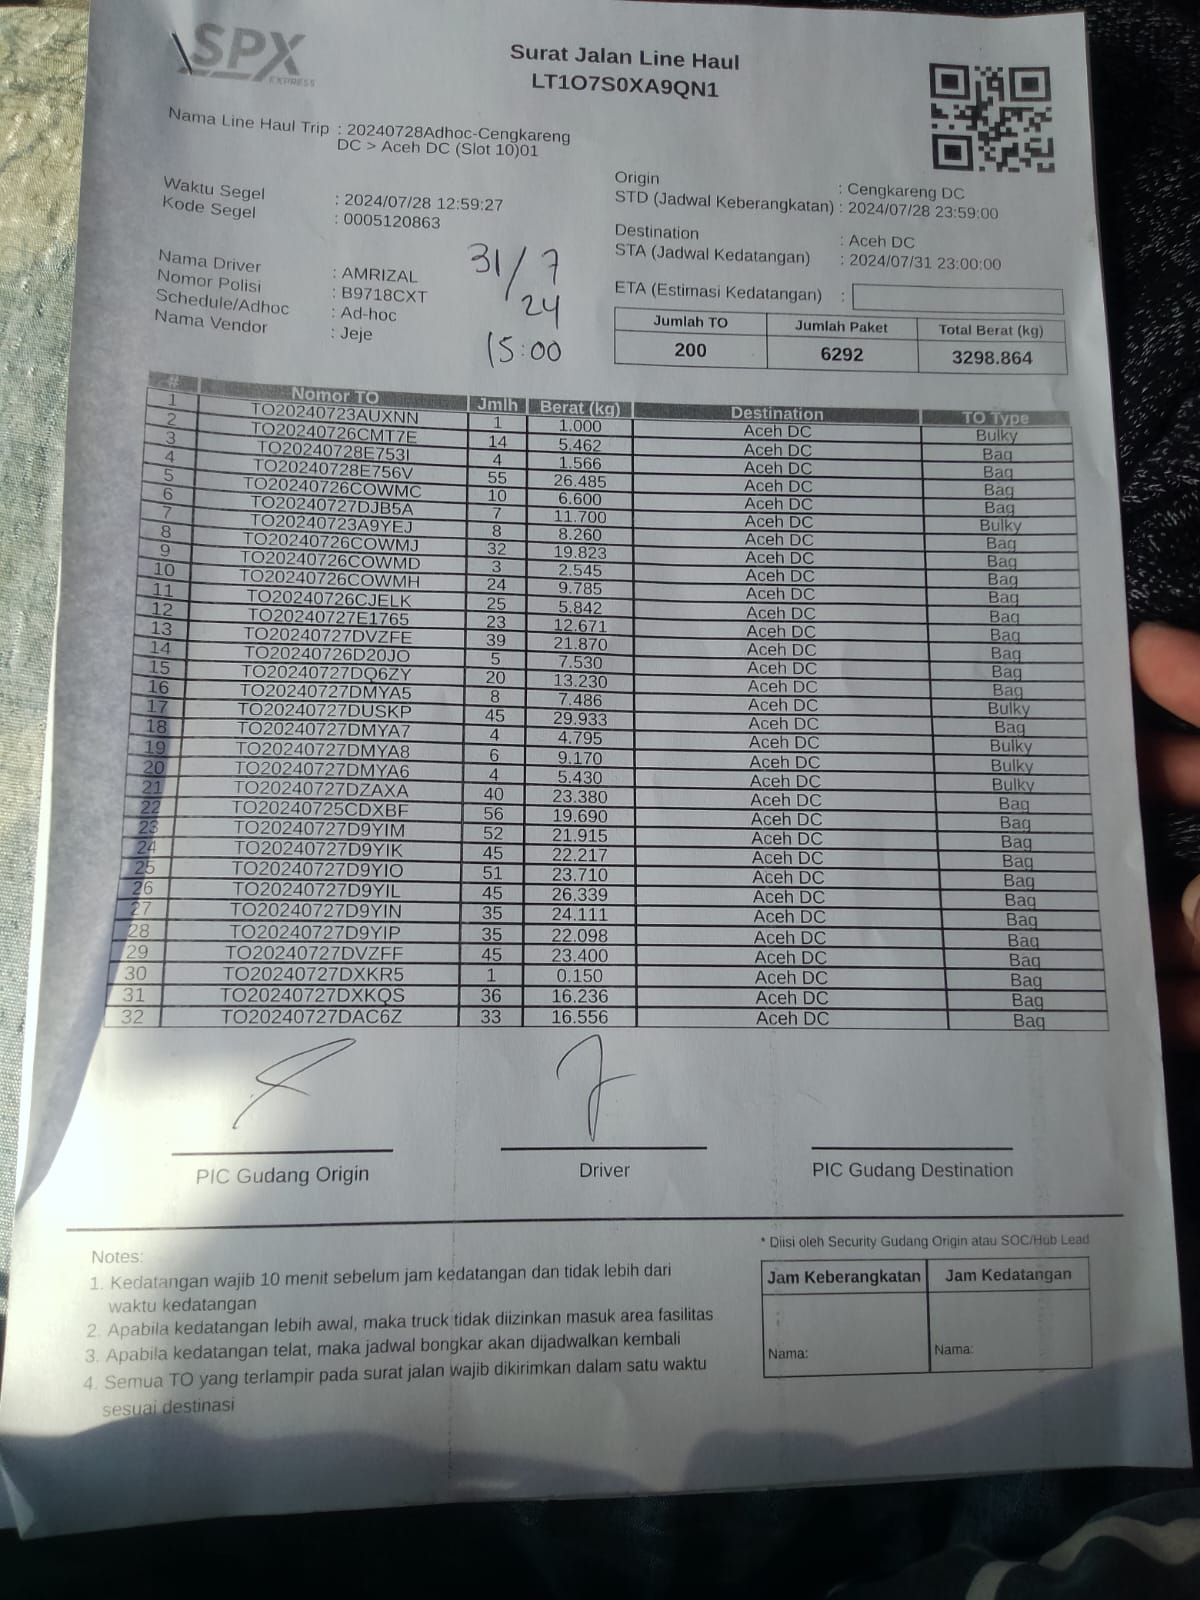 SPX
EXPRESS
Surat Jalan Line Haul
LT1O7S0XA9QN1
Nama Line Haul Trip : 20240728Adhoc-Cengkareng
DC > Aceh DC (Slot 10)01
Waktu Segel : 2024/07/28 12:59:27
Kode Segel : 0005120863
Origin : Cengkareng DC
STD (Jadwal Keberangkatan) : 2024/07/28 23:59:00
Destination : Aceh DC
STA (Jadwal Kedatangan) : 2024/07/31 23:00:00
ETA (Estimasi Kedatangan) :
Nama Driver : AMRIZAL
Nomor Polisi : B9718CXT
Schedule/Adhoc : Ad-hoc
Nama Vendor : Jeje
31/7
24
15:00
Jumlah TO Jumlah Paket Total Berat (kg)
200 6292 3298.864
# Nomor TO Jmlh Berat (kg) Destination TO Type
1 TO20240723AUXNN 1 1.000 Aceh DC Bulky
2 TO20240726CMT7E 14 5.462 Aceh DC Bag
3 TO20240728E753I 4 1.566 Aceh DC Bag
4 TO20240728E756V 55 26.485 Aceh DC Bag
5 TO20240726COWMC 10 6.600 Aceh DC Bag
6 TO20240727DJB5A 7 11.700 Aceh DC Bulky
7 TO20240723A9YEJ 8 8.260 Aceh DC Bag
8 TO20240726COWMJ 32 19.823 Aceh DC Bag
9 TO20240726COWMD 3 2.545 Aceh DC Bag
10 TO20240726COWMH 24 9.785 Aceh DC Bag
11 TO20240726CJELK 25 5.842 Aceh DC Bag
12 TO20240727E1765 23 12.671 Aceh DC Bag
13 TO20240727DVZFE 39 21.870 Aceh DC Bag
14 TO20240726D20JO 5 7.530 Aceh DC Bag
15 TO20240727DQ6ZY 20 13.230 Aceh DC Bag
16 TO20240727DMYA5 8 7.486 Aceh DC Bulky
17 TO20240727DUSKP 45 29.933 Aceh DC Bag
18 TO20240727DMYA7 4 4.795 Aceh DC Bulky
19 TO20240727DMYA8 6 9.170 Aceh DC Bulky
20 TO20240727DMYA6 4 5.430 Aceh DC Bulky
21 TO20240727DZAXA 40 23.380 Aceh DC Bag
22 TO20240725CDXBF 56 19.690 Aceh DC Bag
23 TO20240727D9YIM 52 21.915 Aceh DC Bag
24 TO20240727D9YIK 45 22.217 Aceh DC Bag
25 TO20240727D9YIO 51 23.710 Aceh DC Bag
26 TO20240727D9YIL 45 26.339 Aceh DC Bag
27 TO20240727D9YIN 35 24.111 Aceh DC Bag
28 TO20240727D9YIP 35 22.098 Aceh DC Bag
29 TO20240727DVZFF 45 23.400 Aceh DC Bag
30 TO20240727DXKR5 1 0.150 Aceh DC Bag
31 TO20240727DXKQS 36 16.236 Aceh DC Bag
32 TO20240727DAC6Z 33 16.556 Aceh DC Bag
PIC Gudang Origin Driver PIC Gudang Destination
Notes:
1. Kedatangan wajib 10 menit sebelum jam kedatangan dan tidak lebih dari
waktu kedatangan
2. Apabila kedatangan lebih awal, maka truck tidak diizinkan masuk area fasilitas
3. Apabila kedatangan telat, maka jadwal bongkar akan dijadwalkan kembali
4. Semua TO yang terlampir pada surat jalan wajib dikirimkan dalam satu waktu
sesuai destinasi
* Diisi oleh Security Gudang Origin atau SOC/Hub Lead
Jam Keberangkatan Jam Kedatangan
Nama: Nama: